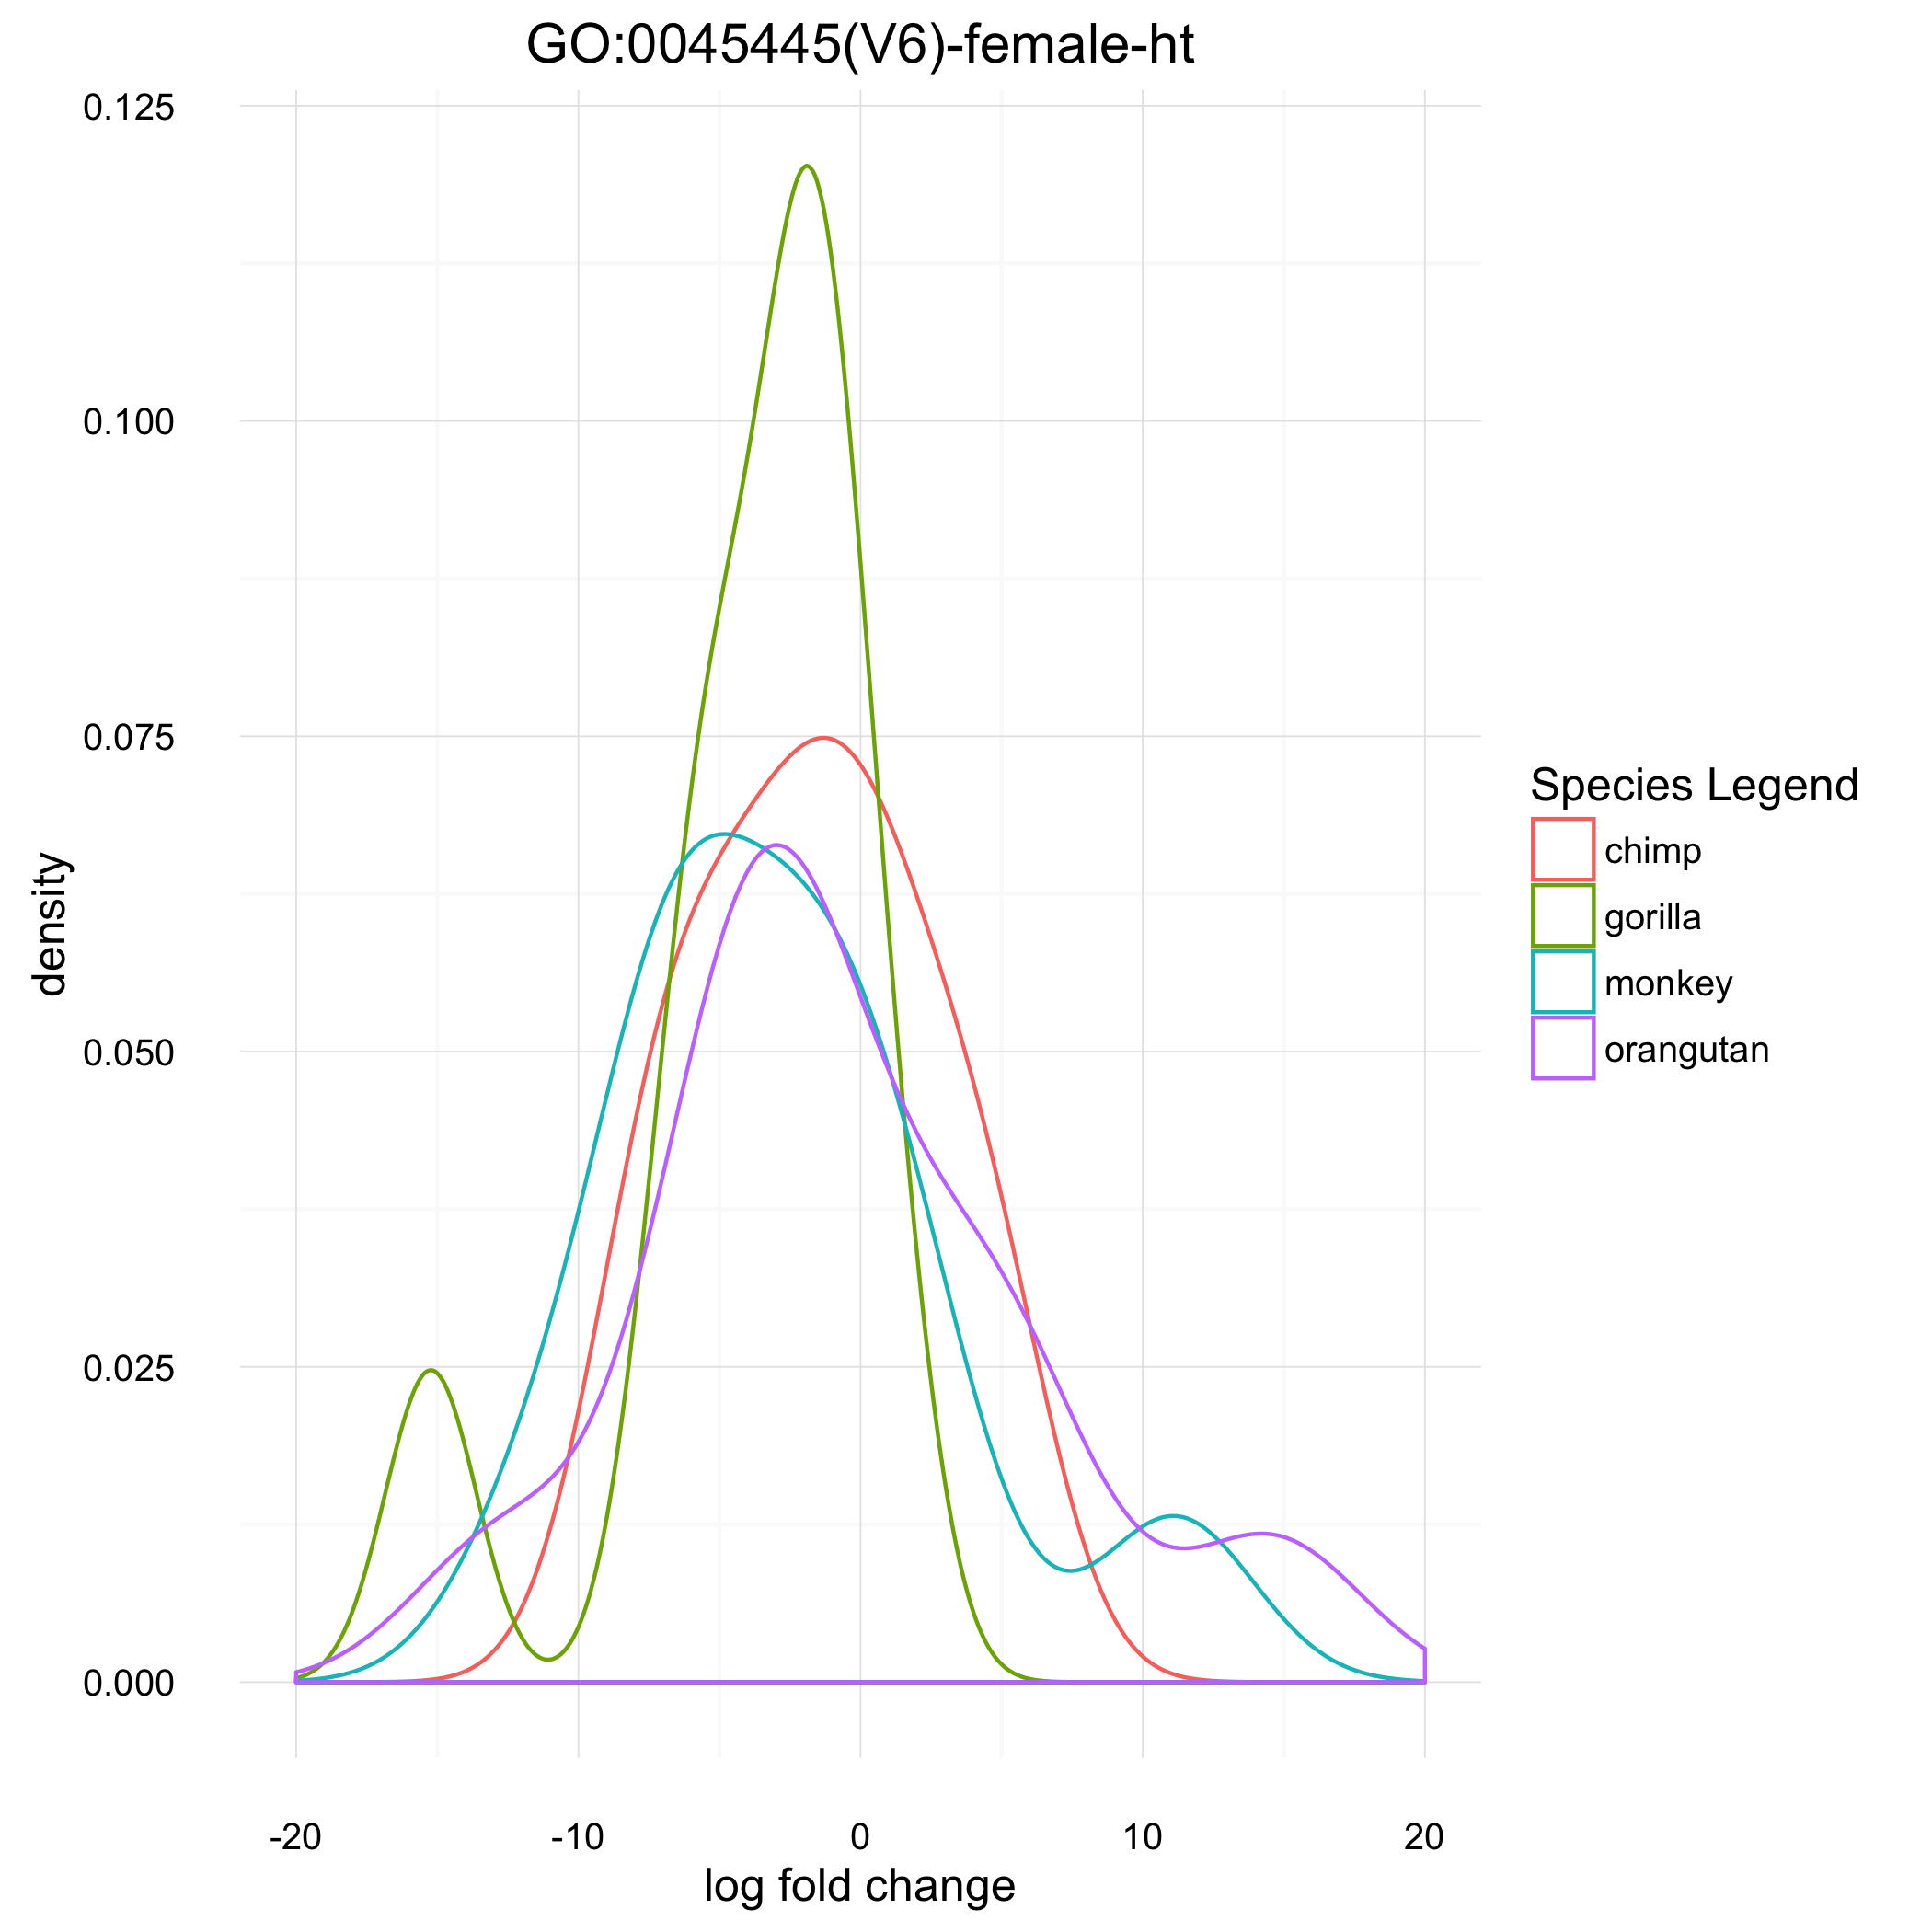 GO:0045445(V6)-female-ht
0.125
0.100
0.075
0.050
0.025
0.000
density
-20
-10
0
10
20
log fold change
Species Legend
chimp
gorilla
monkey
orangutan